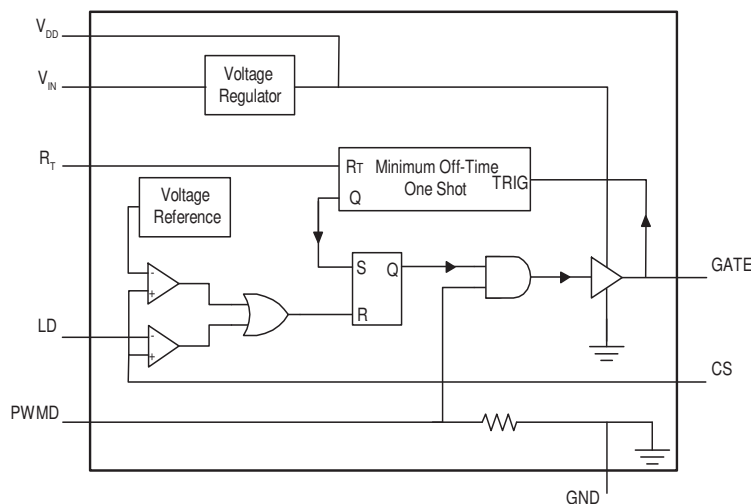 VDD
VIN
Voltage
Regulator
RT
RT
Minimum Off-Time
One Shot
TRIG
Q
Voltage
Reference
S
Q
R
-
+
-
+
LD
GATE
CS
PWMD
GND